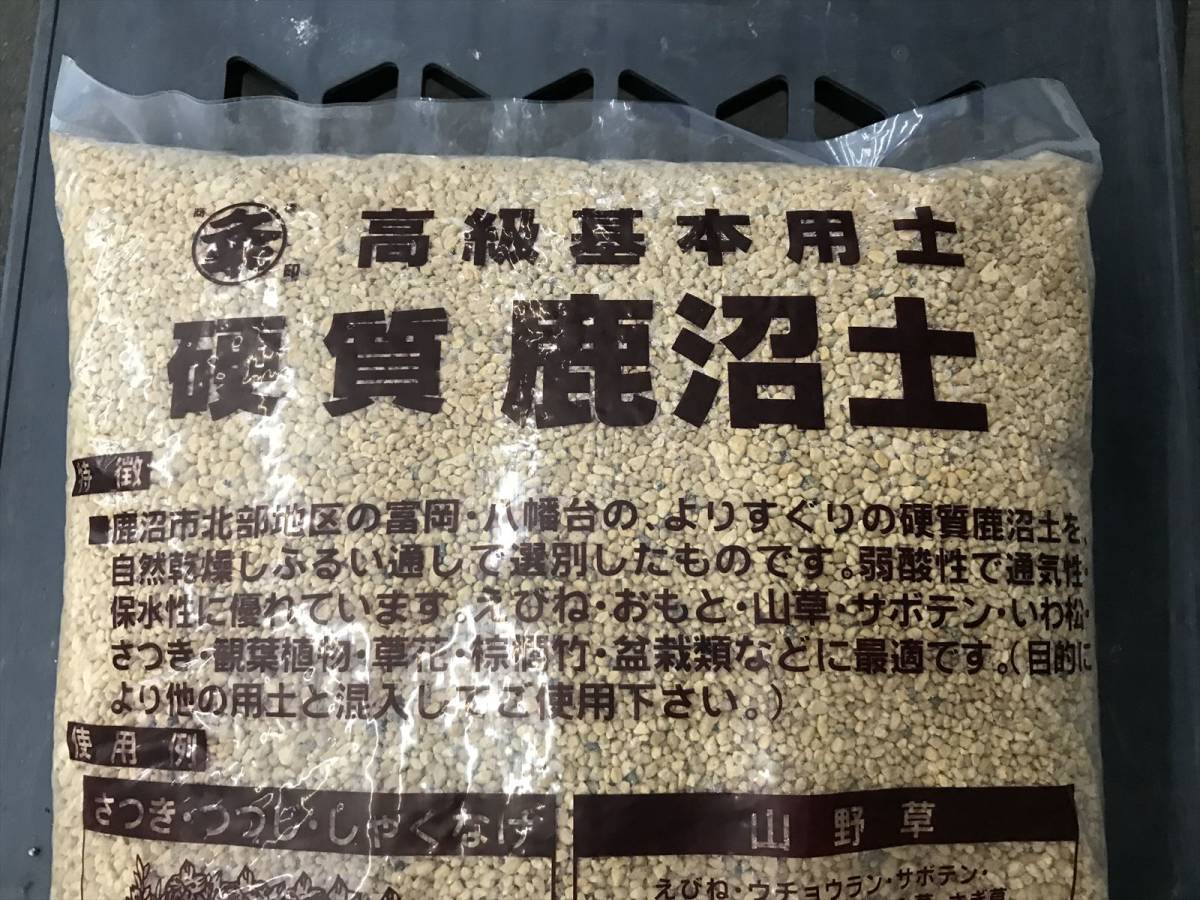 高級基本用土
印
硬質 鹿沼土
特徴
■鹿沼市北部地区の富岡・八幡台の、よりすぐりの硬質鹿沼土を、
自然乾燥しふるい通しで選別したものです。弱酸性で通気性・
保水性に優れています。えびね・おもと・山草・サボテン・いわ松・
さつき・観葉植物・草花・棕櫚竹・盆栽類などに最適です。（目的に
より他の用土と混入してご使用下さい。）
使用例
さつき・つつじ・しゃくなげ
山野草
えびね・ウチョウラン・サボテン・